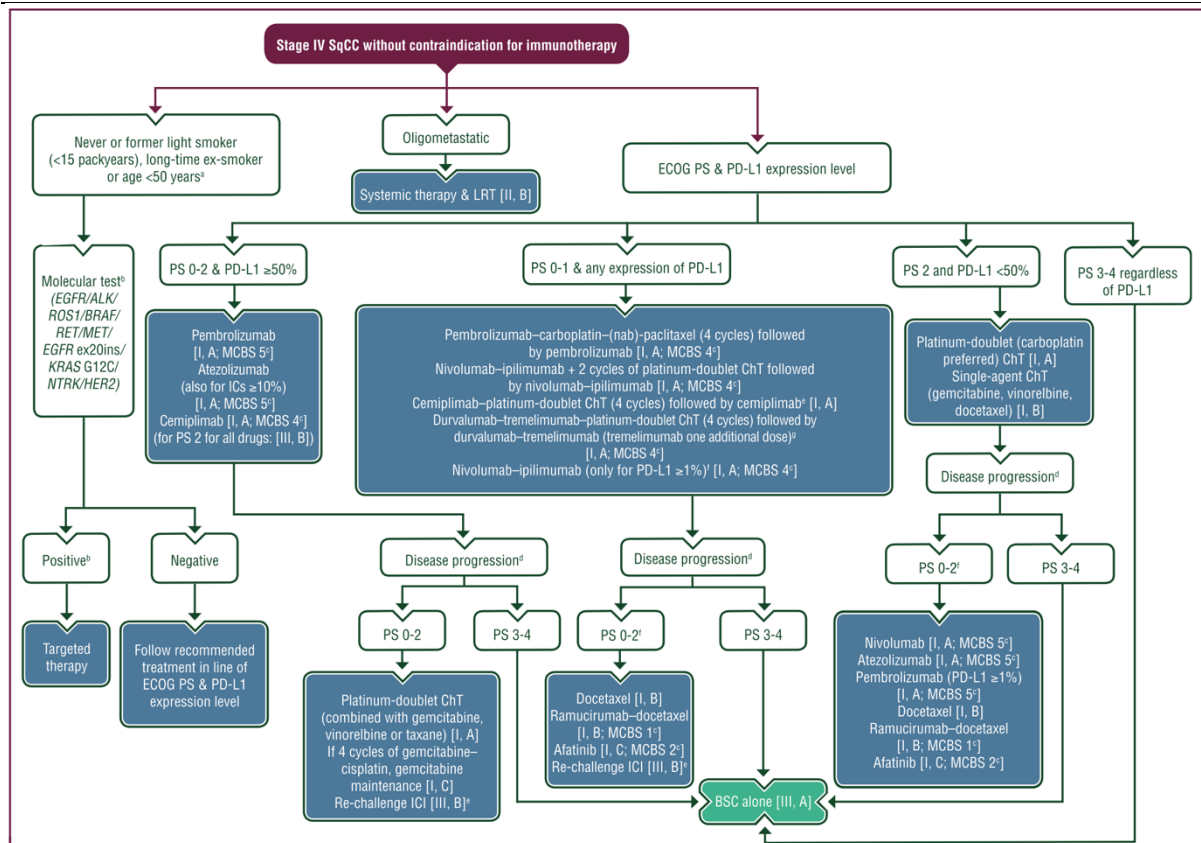 Stage IV SqCC without contraindication for immunotherapy
Never or former light smoker
(<15 packyears), long-time ex-smoker
or age <50 yearsᵃ
Oligometastatic
ECOG PS & PD-L1 expression level
Systemic therapy & LRT [II, B]
Molecular testᵇ
(EGFR/ALK/
ROS1/BRAF/
RET/MET/
EGFR ex20ins/
KRAS G12C/
NTRK/HER2)
PS 0-2 & PD-L1 ≥50%
PS 0-1 & any expression of PD-L1
PS 2 and PD-L1 <50%
PS 3-4 regardless
of PD-L1
Pembrolizumab
[I, A; MCBS 5ᶜ]
Atezolizumab
(also for ICs ≥10%)
[I, A; MCBS 5ᶜ]
Cemiplimab [I, A; MCBS 4ᶜ]
(for PS 2 for all drugs: [III, B])
Pembrolizumab–carboplatin–(nab)-paclitaxel (4 cycles) followed
by pembrolizumab [I, A; MCBS 4ᶜ]
Nivolumab–ipilimumab + 2 cycles of platinum-doublet ChT followed
by nivolumab–ipilimumab [I, A; MCBS 4ᶜ]
Cemiplimab–platinum-doublet ChT (4 cycles) followed by cemiplimabᵉ [I, A]
Durvalumab–tremelimumab–platinum-doublet ChT (4 cycles) followed by
durvalumab–tremelimumab (tremelimumab one additional dose)ᵍ
[I, A; MCBS 4ᶜ]
Nivolumab–ipilimumab (only for PD-L1 ≥1%)ᶠ [I, A; MCBS 4ᶜ]
Platinum-doublet (carboplatin
preferred) ChT [I, A]
Single-agent ChT
(gemcitabine, vinorelbine,
docetaxel) [I, B]
Disease progressionᵈ
Positiveᵇ
Negative
Disease progressionᵈ
Disease progressionᵈ
PS 0-2ᶠ
PS 3-4
Targeted
therapy
Follow recommended
treatment in line of
ECOG PS & PD-L1
expression level
PS 0-2
PS 3-4
PS 0-2ᶠ
PS 3-4
Platinum-doublet ChT
(combined with gemcitabine,
vinorelbine or taxane) [I, A]
If 4 cycles of gemcitabine–
cisplatin, gemcitabine
maintenance [I, C]
Re-challenge ICI [III, B]ᵉ
Docetaxel [I, B]
Ramucirumab–docetaxel
[I, B; MCBS 1ᶜ]
Afatinib [I, C; MCBS 2ᶜ]
Re-challenge ICI [III, B]ᵉ
Nivolumab [I, A; MCBS 5ᶜ]
Atezolizumab [I, A; MCBS 5ᶜ]
Pembrolizumab (PD-L1 ≥1%)
[I, A; MCBS 5ᶜ]
Docetaxel [I, B]
Ramucirumab–docetaxel
[I, B; MCBS 1ᶜ]
Afatinib [I, C; MCBS 2ᶜ]
BSC alone [III, A]